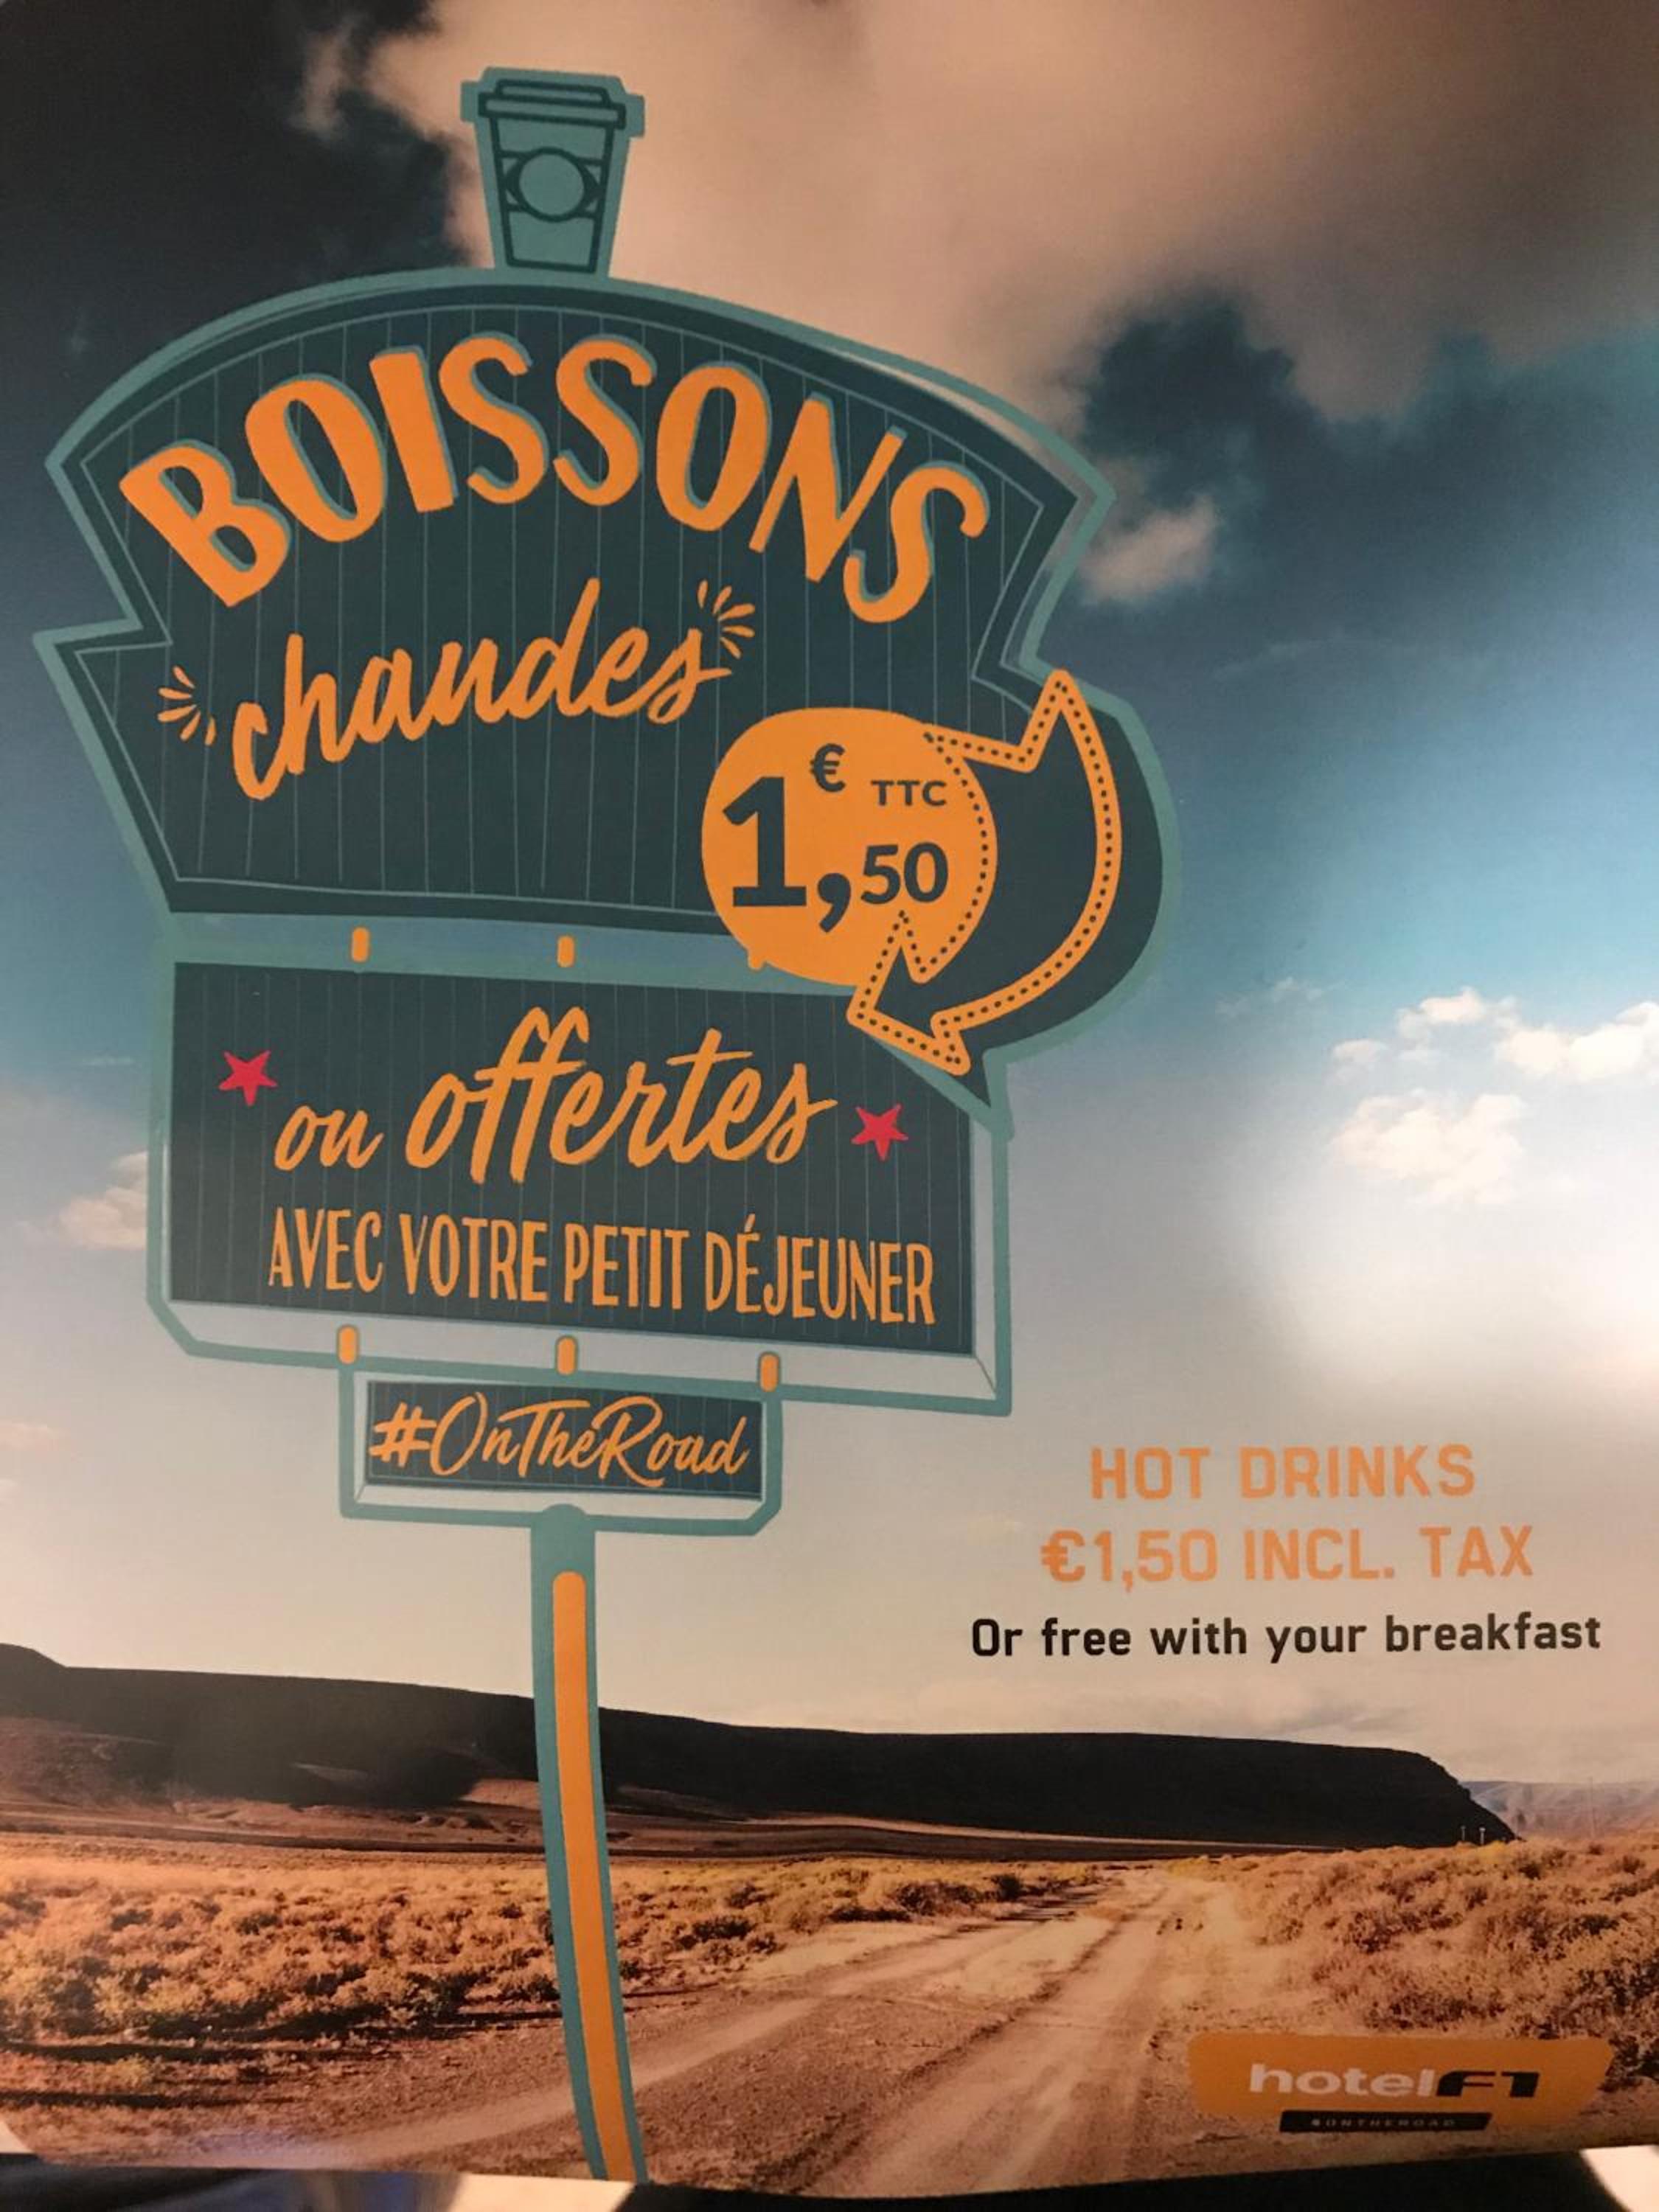 BOISSONS
chaudes
1,50 € TTC
ou offertes
AVEC VOTRE PETIT DÉJEUNER
#OnTheRoad
HOT DRINKS
€1,50 INCL. TAX
Or free with your breakfast
hotelF1
#ONTHEROAD